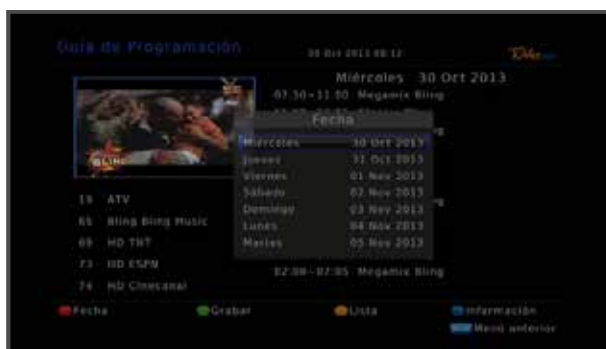 Guía de Programación
30 Oct 2013 08:12
Miércoles 30 Oct 2013
07:30-11:00 Megamix Bling
Fecha
Miércoles 30 Oct 2013
Jueves 31 Oct 2013
Viernes 01 Nov 2013
Sábado 02 Nov 2013
Domingo 03 Nov 2013
Lunes 04 Nov 2013
Martes 05 Nov 2013
BLING
19 ATV
65 Bling Bling Music
69 HD TNT
73 HD ESPN
74 HD Cinecanal
02:00-07:05 Megamix Bling
Fecha
Grabar
Lista
Información
Menú anterior